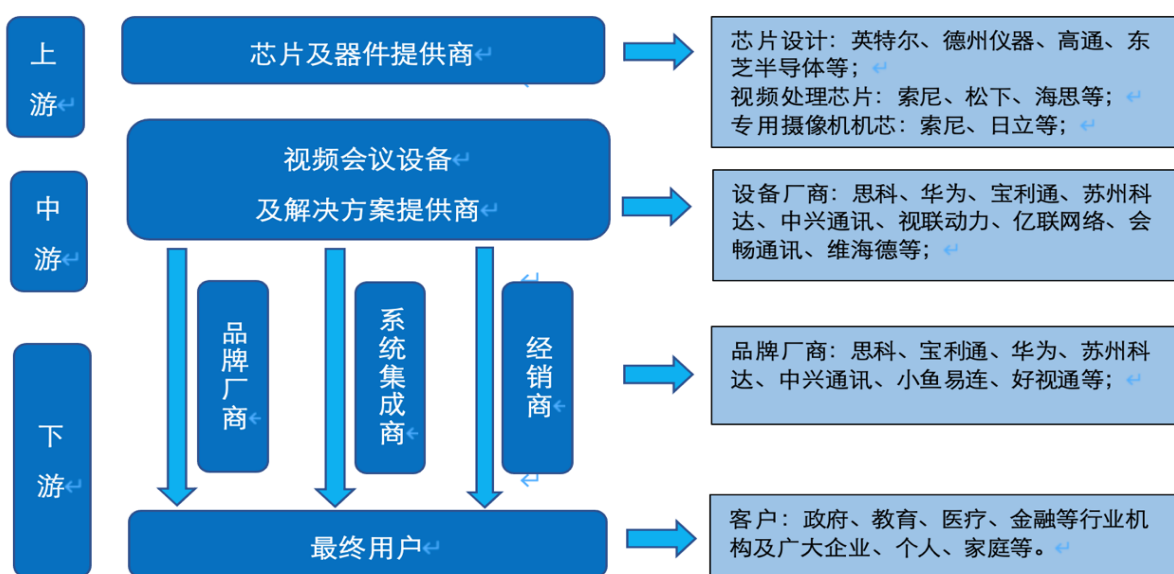 上
游
芯片及器件提供商
芯片设计：英特尔、德州仪器、高通、东
芝半导体等；
视频处理芯片：索尼、松下、海思等；
专用摄像机机芯：索尼、日立等；
中
游
视频会议设备
及解决方案提供商
设备厂商：思科、华为、宝利通、苏州科
达、中兴通讯、视联动力、亿联网络、会
畅通讯、维海德等；
下
游
品
牌
厂
商
系
统
集
成
商
经
销
商
品牌厂商：思科、宝利通、华为、苏州科
达、中兴通讯、小鱼易连、好视通等；
最终用户
客户：政府、教育、医疗、金融等行业机
构及广大企业、个人、家庭等。